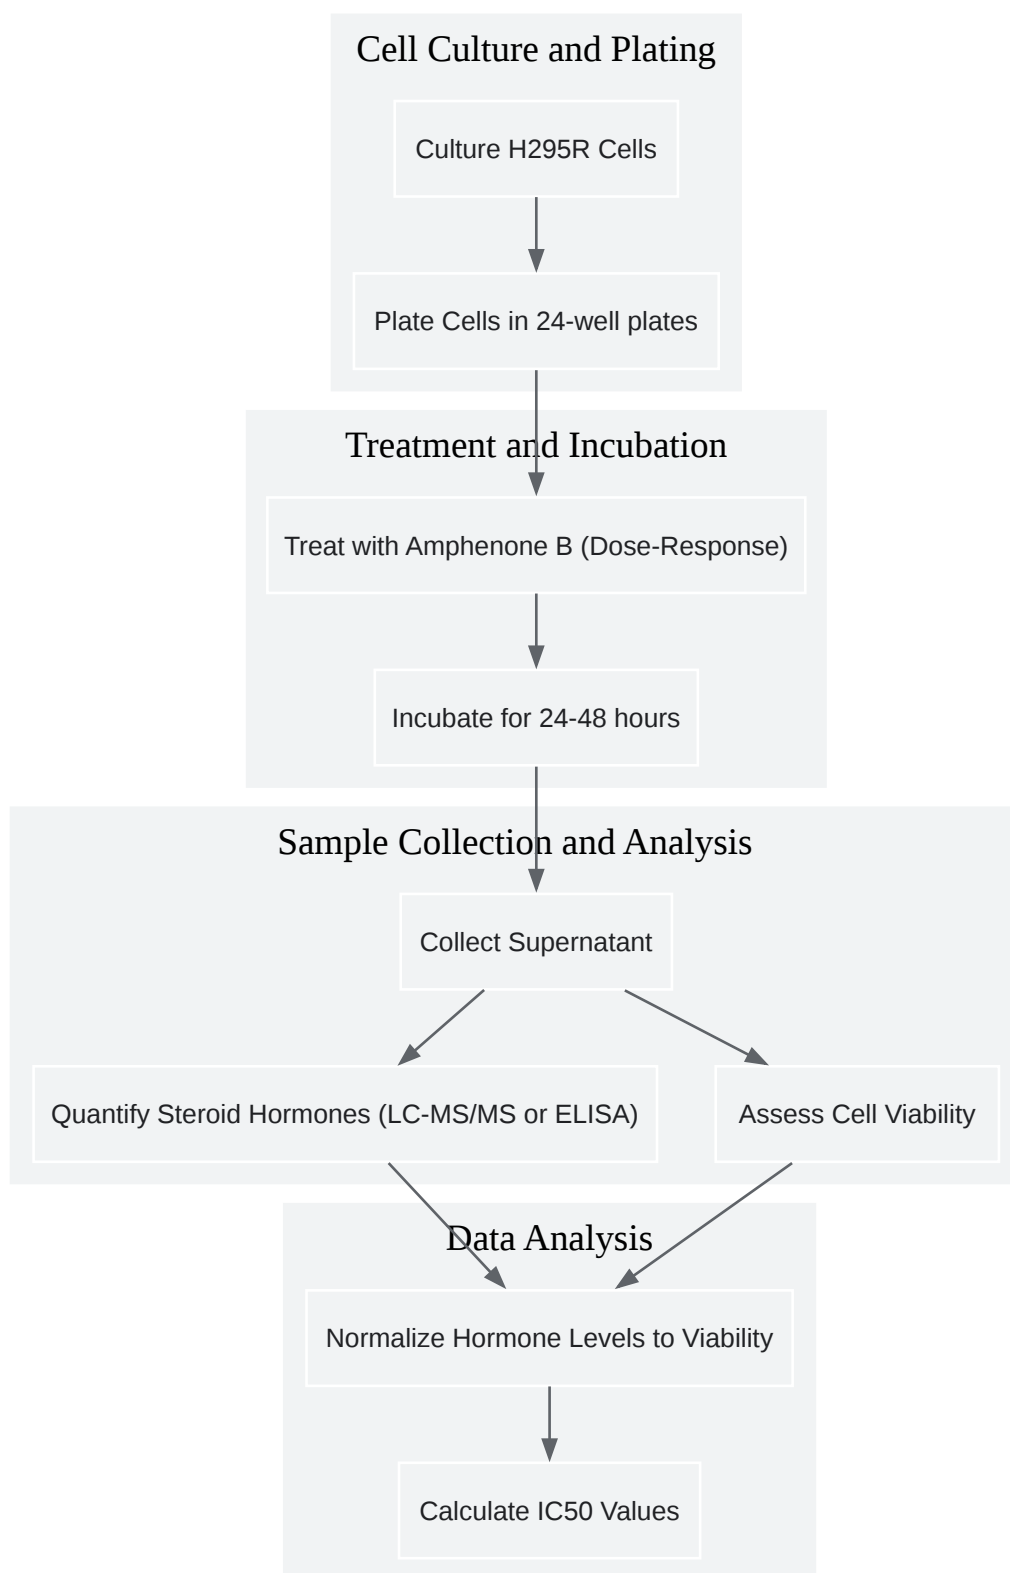 Cell Culture and Plating
Culture H295R Cells
Plate Cells in 24-well plates
Treatment and Incubation
Treat with Amphenone B (Dose-Response)
Incubate for 24-48 hours
Sample Collection and Analysis
Collect Supernatant
Quantify Steroid Hormones (LC-MS/MS or ELISA)
Assess Cell Viability
Data Analysis
Normalize Hormone Levels to Viability
Calculate IC50 Values